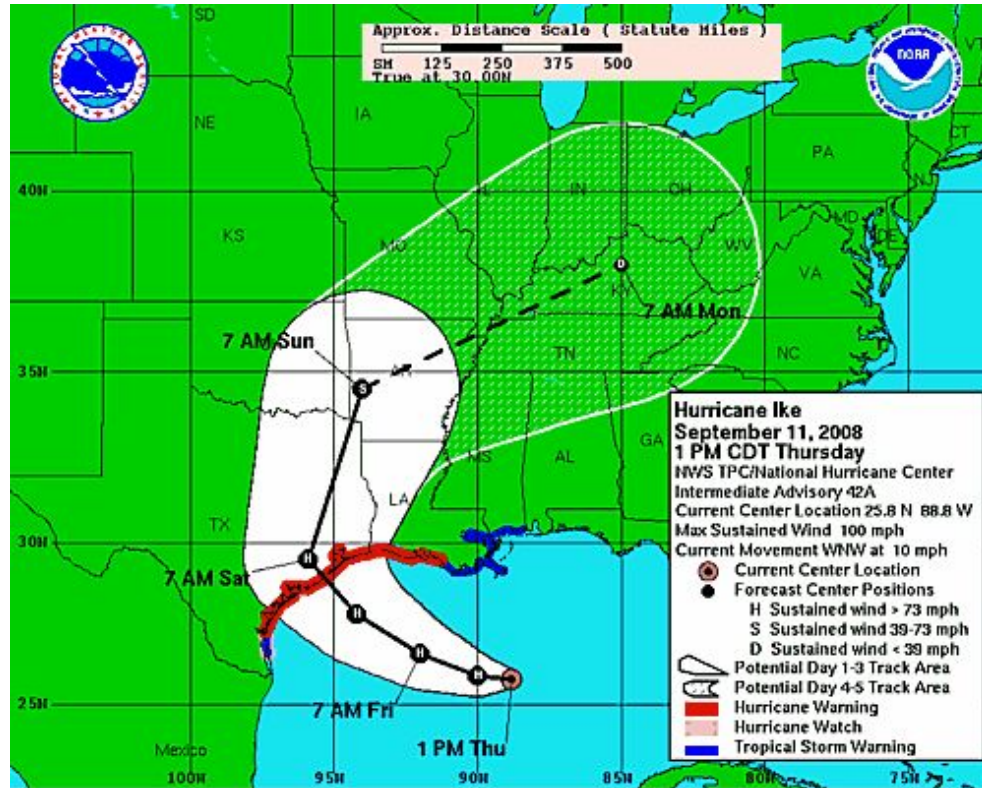 SD
Approx. Distance Scale ( Statute Miles )
SM 125 250 375 500
True at 30.00N
NATIONAL WEATHER SERVICE
NOAA
VT
NE
IA
PA
CT
NJ
40N
IL
IN
OH
MD
DE
KS
MO
WV
VA
KY
7 AM Mon
7 AM Sun
S
D
35N
AR
TN
NC
MS
AL
GA
LA
TX
30N
7 AM Sat
H
H
H
H
25N
7 AM Fri
1 PM Thu
Mexico
100W
95W
90W
85W
80W
75W
Hurricane Ike
September 11, 2008
1 PM CDT Thursday
NWS TPC/National Hurricane Center
Intermediate Advisory 42A
Current Center Location 25.8 N 88.8 W
Max Sustained Wind 100 mph
Current Movement WNW at 10 mph
Current Center Location
Forecast Center Positions
H Sustained wind > 73 mph
S Sustained wind 39-73 mph
D Sustained wind < 39 mph
Potential Day 1-3 Track Area
Potential Day 4-5 Track Area
Hurricane Warning
Hurricane Watch
Tropical Storm Warning